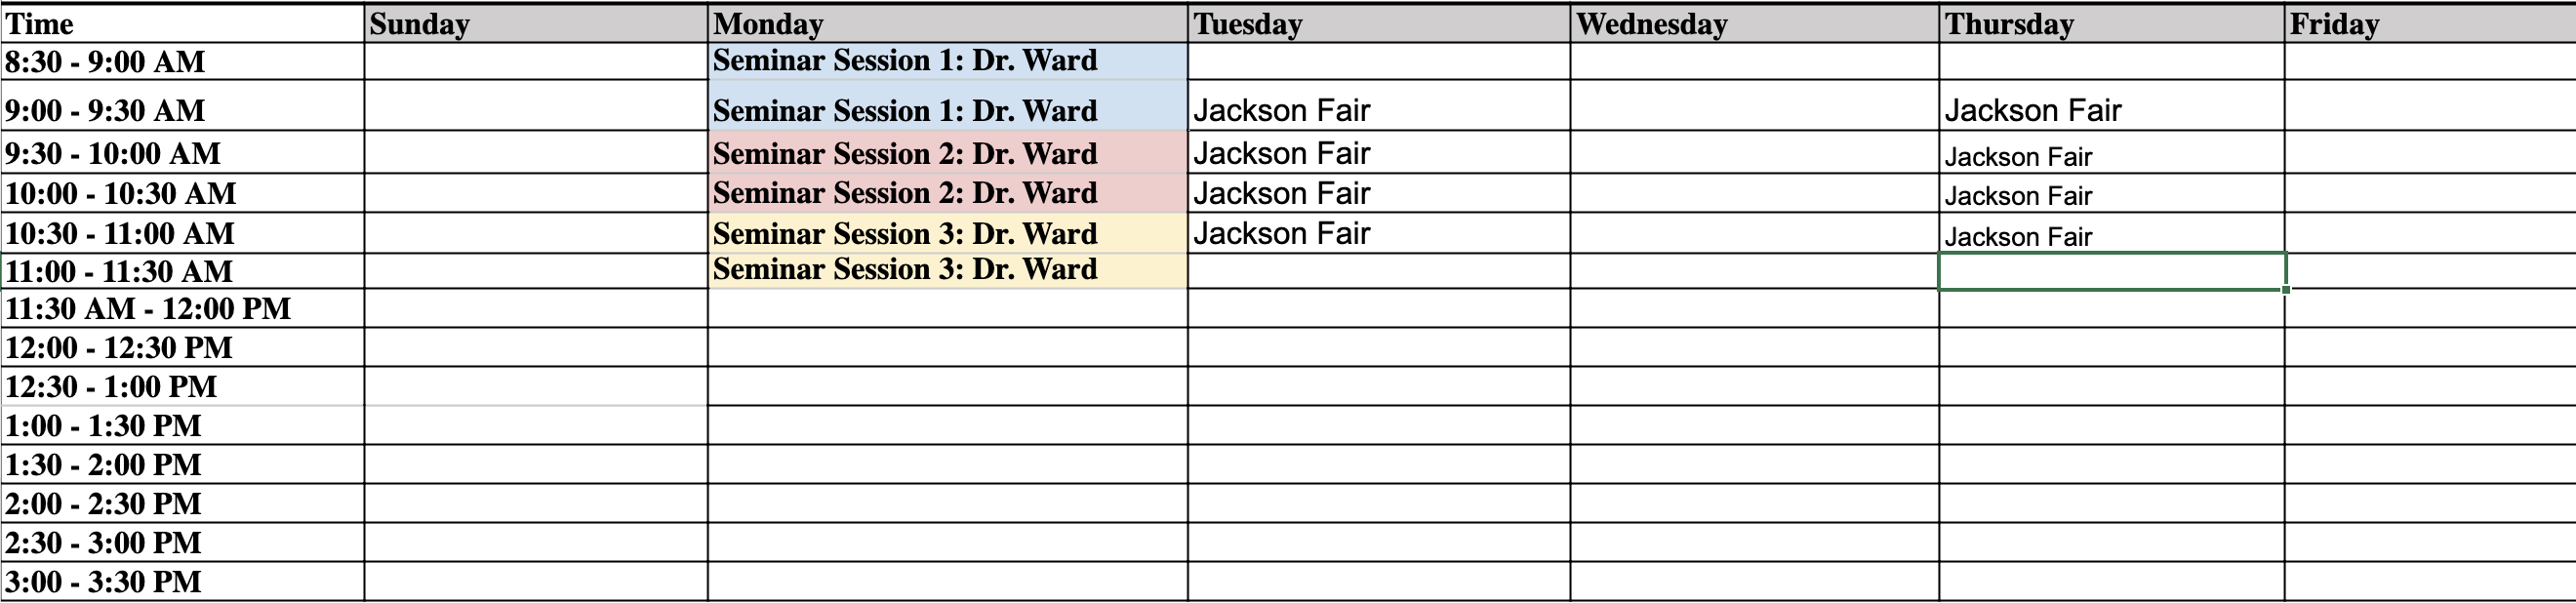 Time Sunday Monday Tuesday Wednesday Thursday Friday
8:30 - 9:00 AM Seminar Session 1: Dr. Ward
9:00 - 9:30 AM Seminar Session 1: Dr. Ward Jackson Fair Jackson Fair
9:30 - 10:00 AM Seminar Session 2: Dr. Ward Jackson Fair Jackson Fair
10:00 - 10:30 AM Seminar Session 2: Dr. Ward Jackson Fair Jackson Fair
10:30 - 11:00 AM Seminar Session 3: Dr. Ward Jackson Fair Jackson Fair
11:00 - 11:30 AM Seminar Session 3: Dr. Ward
11:30 AM - 12:00 PM
12:00 - 12:30 PM
12:30 - 1:00 PM
1:00 - 1:30 PM
1:30 - 2:00 PM
2:00 - 2:30 PM
2:30 - 3:00 PM
3:00 - 3:30 PM